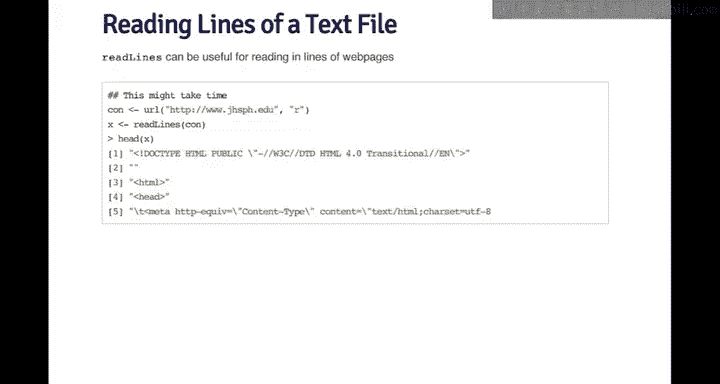 Reading Lines of a Text File
readLines can be useful for reading in lines of webpages
## This might take time
con <- url("http://www.jhsph.edu", "r")
x <- readLines(con)
> head(x)
[1] "<!DOCTYPE HTML PUBLIC \"-//W3C//DTD HTML 4.0 Transitional//EN\">"
[2] ""
[3] "<html>"
[4] "<head>"
[5] "\t<meta http-equiv=\"Content-Type\" content=\"text/html;charset=utf-8